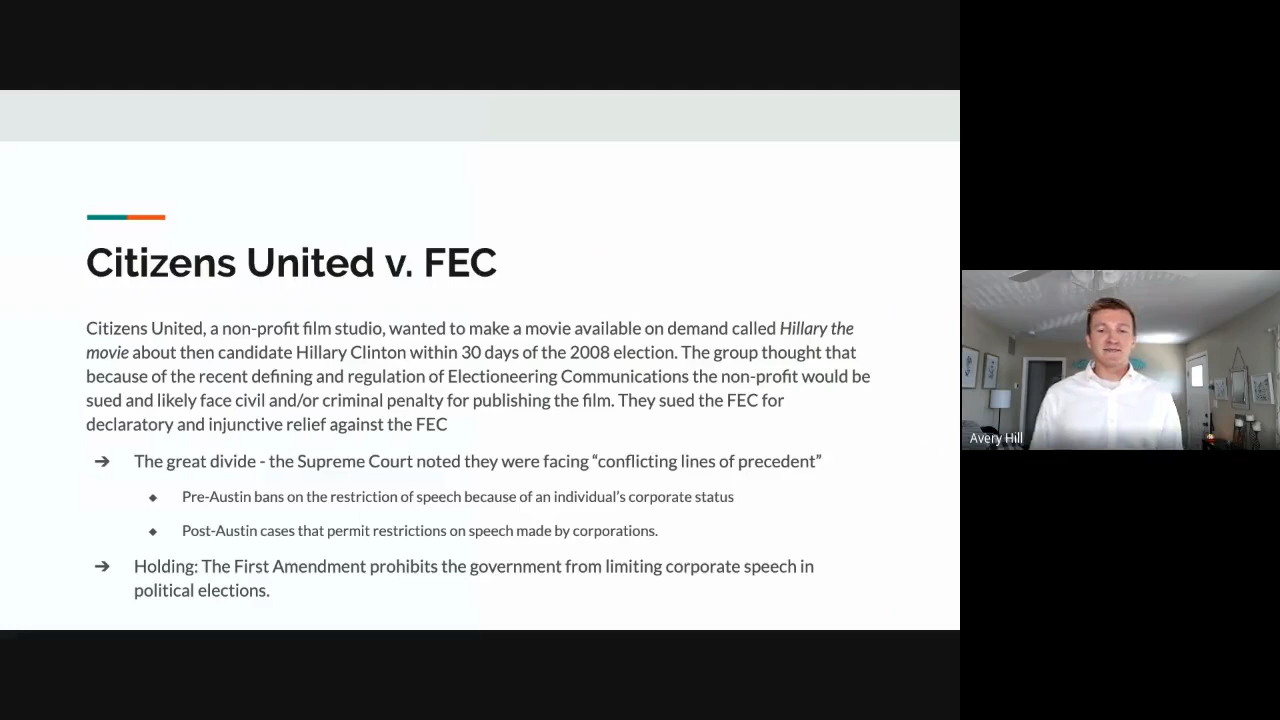 Citizens United v. FEC
Citizens United, a non-profit film studio, wanted to make a movie available on demand called Hillary the
movie about then candidate Hillary Clinton within 30 days of the 2008 election. The group thought that
because of the recent defining and regulation of Electioneering Communications the non-profit would be
sued and likely face civil and/or criminal penalty for publishing the film. They sued the FEC for
declaratory and injunctive relief against the FEC
➔ The great divide - the Supreme Court noted they were facing “conflicting lines of precedent”
◆ Pre-Austin bans on the restriction of speech because of an individual’s corporate status
◆ Post-Austin cases that permit restrictions on speech made by corporations.
➔ Holding: The First Amendment prohibits the government from limiting corporate speech in
political elections.
Avery Hill